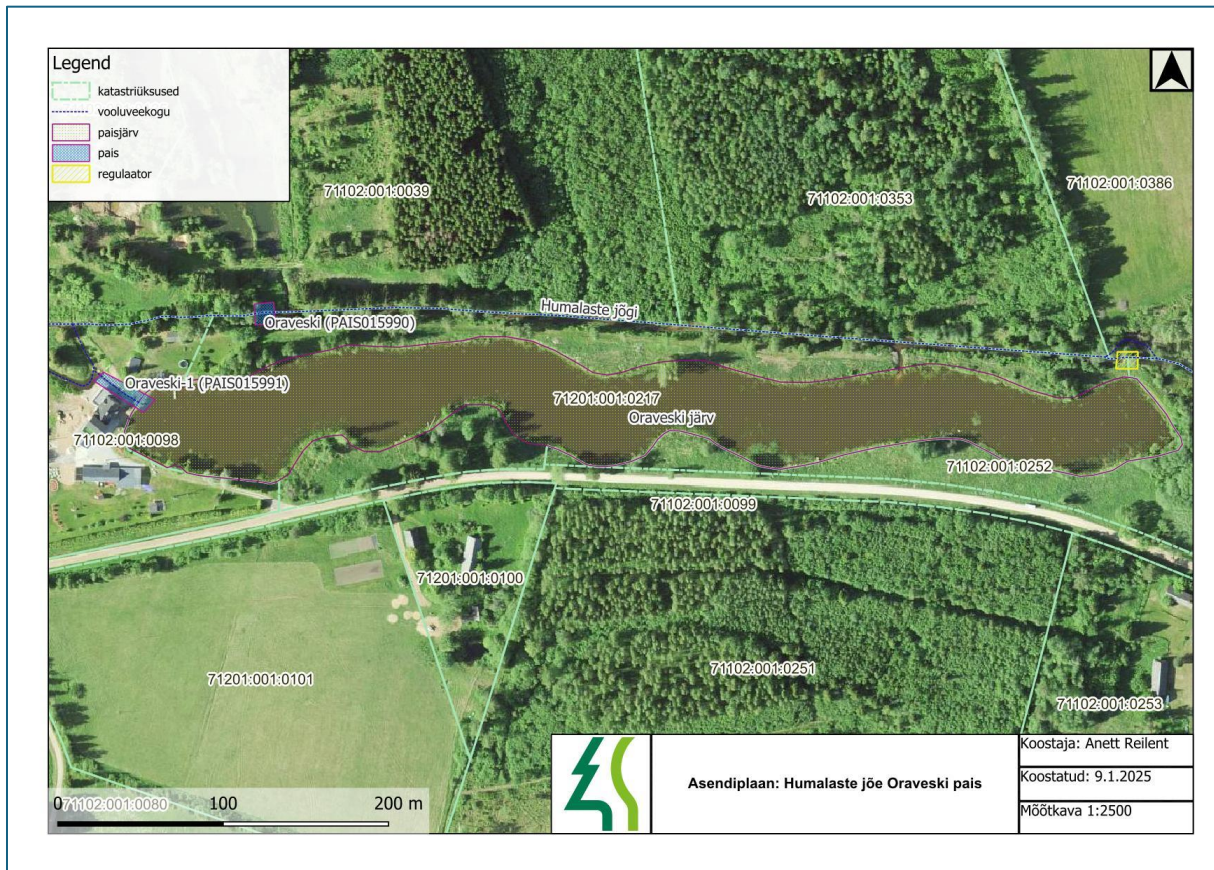 Legend
katastriüksused
vooluveekogu
paisjärv
pais
regulaator
71102:001:0039
71102:001:0353
71102:001:0386
Humalaste jõgi
Oraveski (PAIS015990)
Oraveski-1 (PAIS015991)
71201:001:0217
Oraveski järv
71102:001:0098
71102:001:0252
71102:001:0099
71201:001:0100
71201:001:0101
71102:001:0251
71102:001:0253
71102:001:0080
0 100 200 m
Asendiplaan: Humalaste jõe Oraveski pais
Koostaja: Anett Reilent
Koostatud: 9.1.2025
Mõõtkava 1:2500